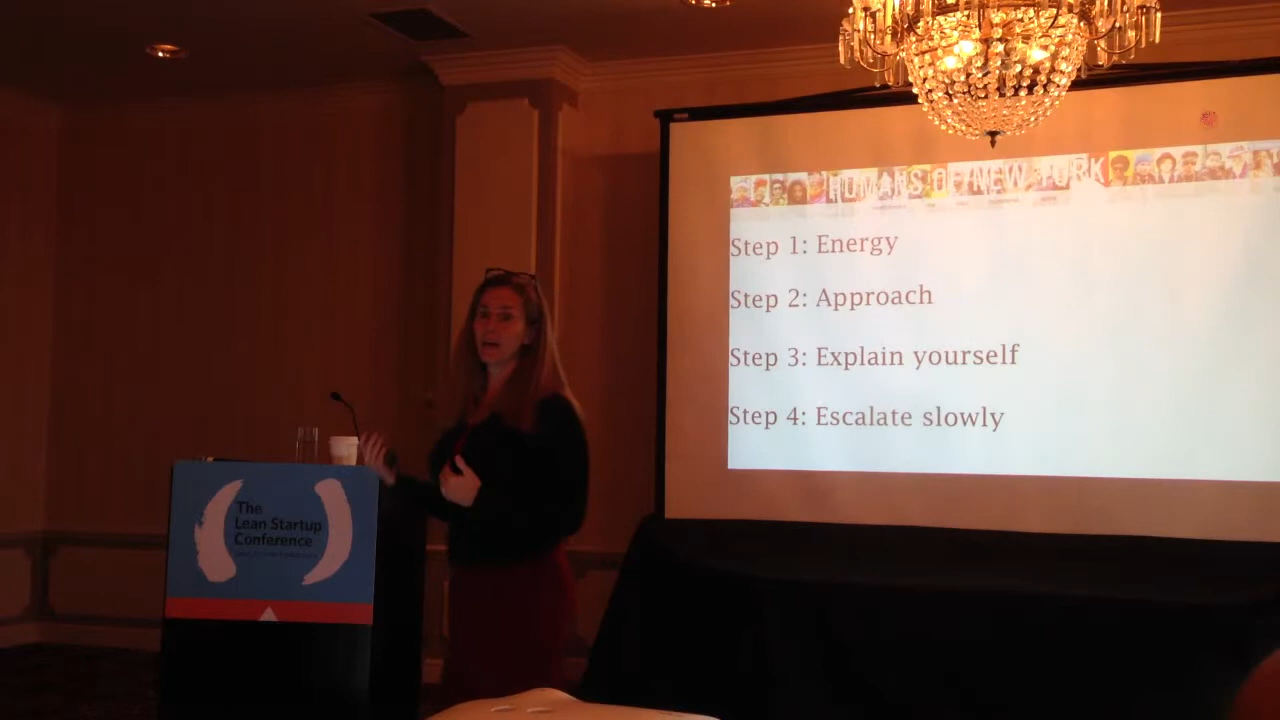 HUMANS OF NEW YORK
Step 1: Energy
Step 2: Approach
Step 3: Explain yourself
Step 4: Escalate slowly
The
Lean Startup
Conference